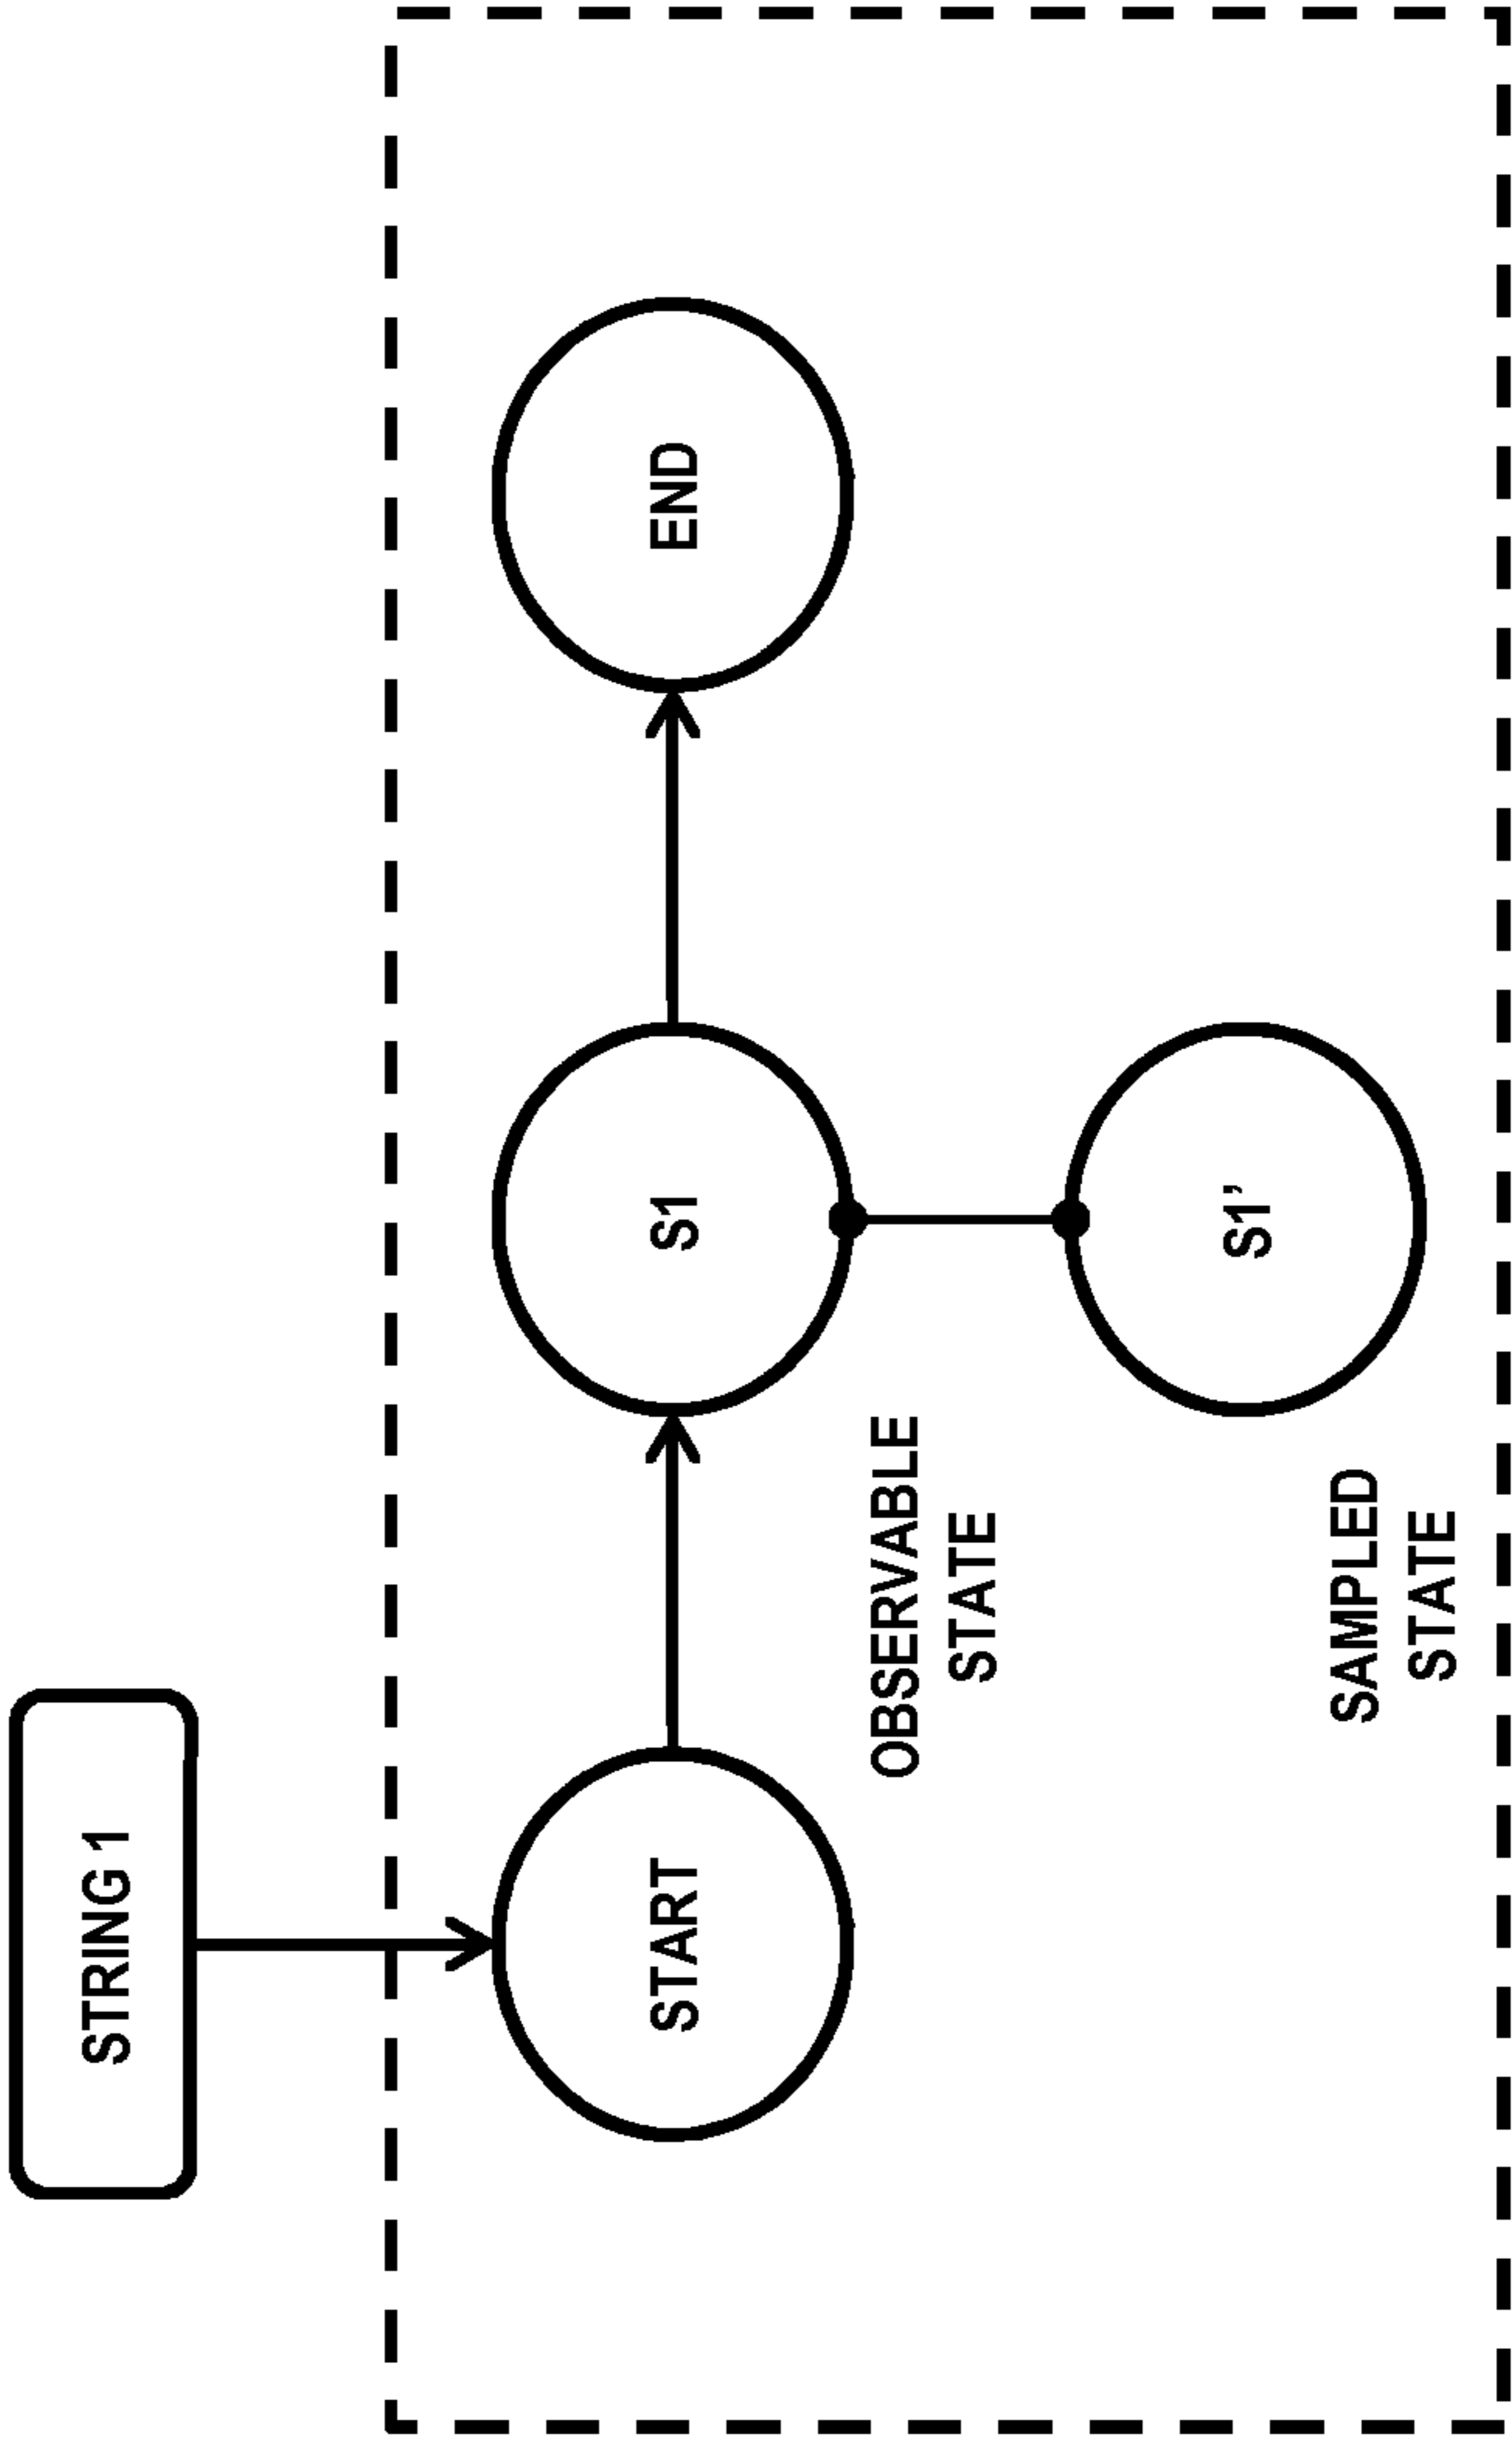 STRING 1
START
S1
END
OBSERVABLE
STATE
S1’
SAMPLED
STATE